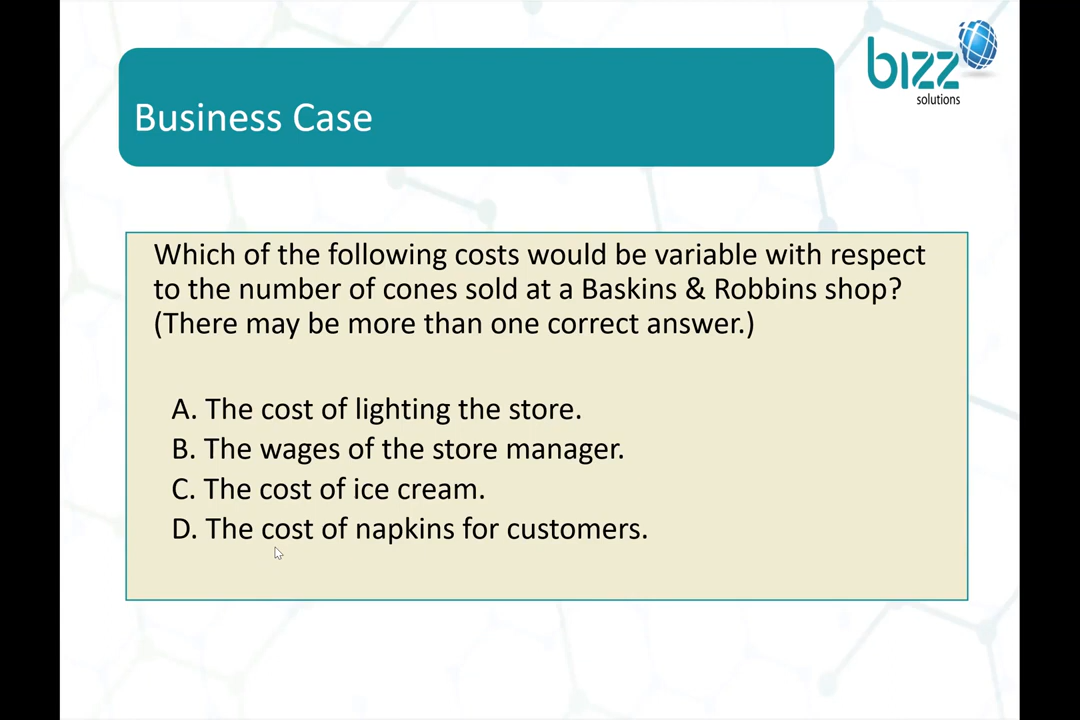 bizz
solutions
Business Case
Which of the following costs would be variable with respect
to the number of cones sold at a Baskins & Robbins shop?
(There may be more than one correct answer.)
A. The cost of lighting the store.
B. The wages of the store manager.
C. The cost of ice cream.
D. The cost of napkins for customers.